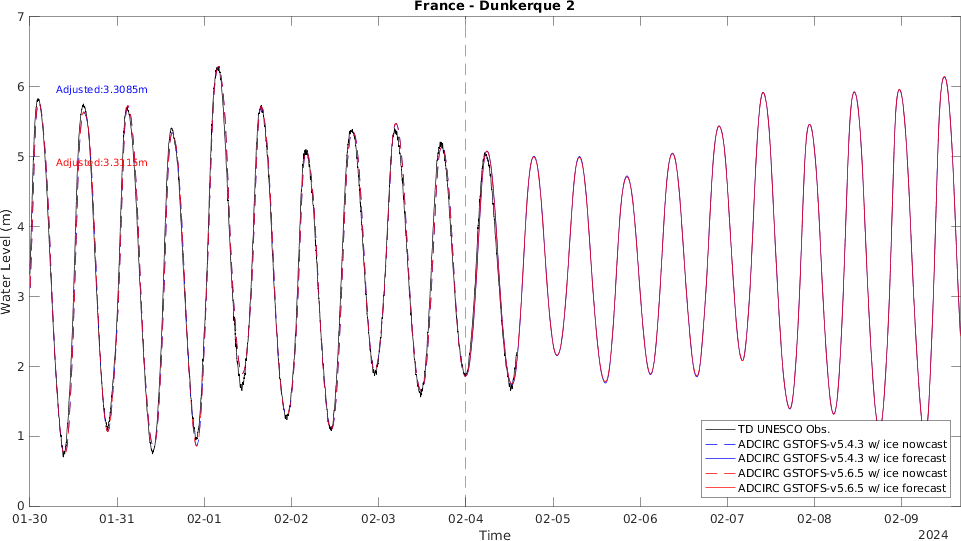 France - Dunkerque 2
7
6
5
4
3
2
1
0
Water Level (m)
Adjusted:3.3085m
Adjusted:3.3115m
TD UNESCO Obs.
ADCIRC GSTOFS-v5.4.3 w/ ice nowcast
ADCIRC GSTOFS-v5.4.3 w/ ice forecast
ADCIRC GSTOFS-v5.6.5 w/ ice nowcast
ADCIRC GSTOFS-v5.6.5 w/ ice forecast
01-30 01-31 02-01 02-02 02-03 02-04 02-05 02-06 02-07 02-08 02-09
Time
2024